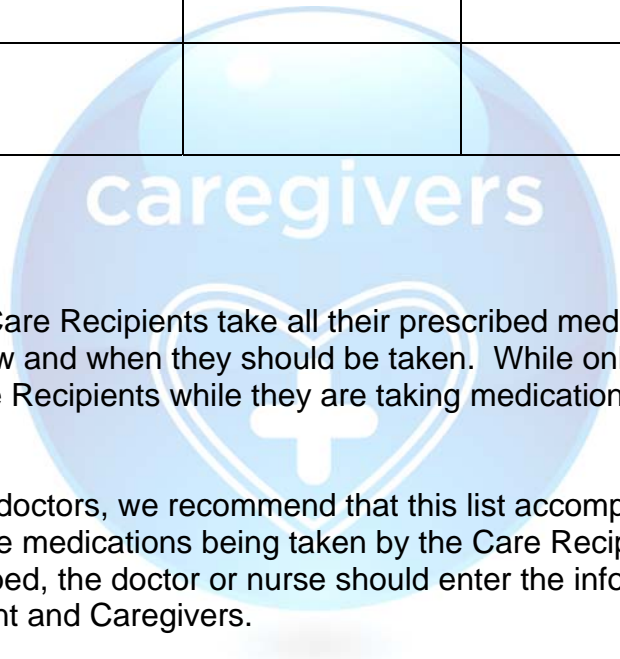 caregivers
Care Recipients take all their prescribed med
w and when they should be taken. While onl
e Recipients while they are taking medication
doctors, we recommend that this list accomp
e medications being taken by the Care Recip
bed, the doctor or nurse should enter the info
nt and Caregivers.